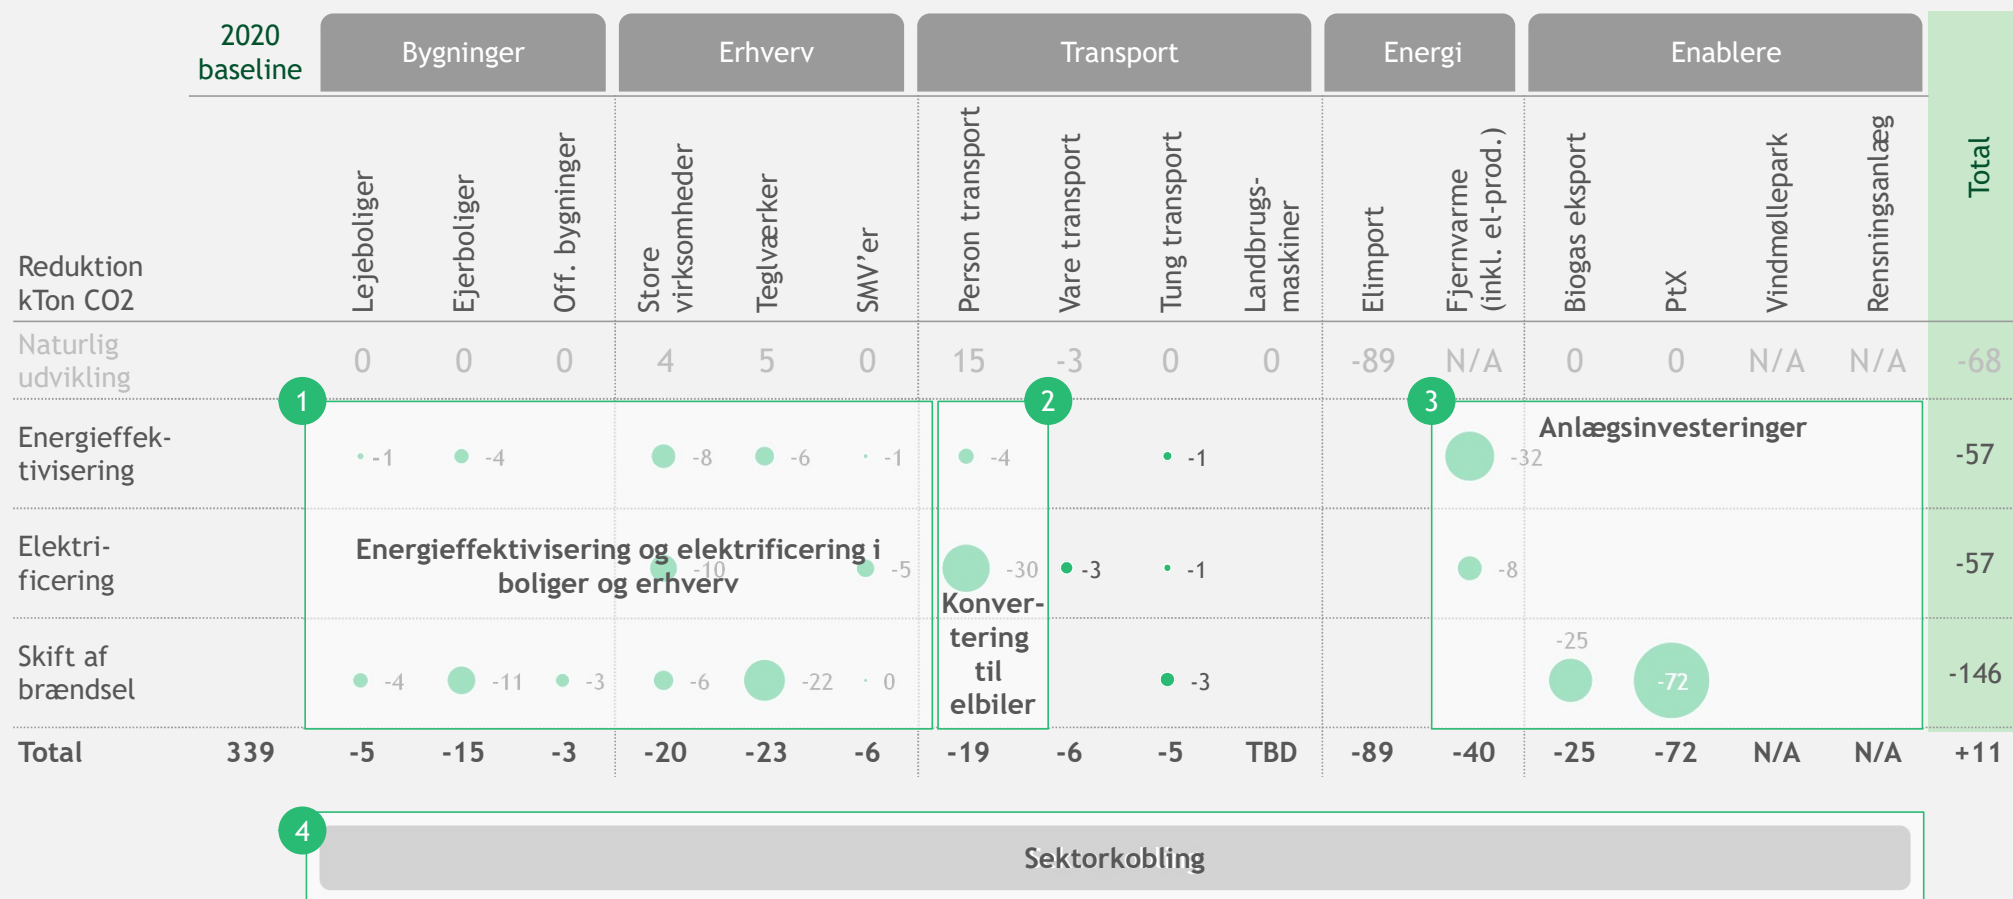 2020
baseline
Bygninger
Erhverv
Transport
Energi
Enablere
Reduktion
kTon CO2
Lejeboliger
Ejerboliger
Off. bygninger
Store
virksomheder
Teglværker
SMV'er
Person transport
Vare transport
Tung transport
Landbrugs-
maskiner
Elimport
Fjernvarme
(inkl. el-prod.)
Biogas eksport
PtX
Vindmøllepark
Rensningsanlæg
Total
Naturlig
udvikling
0 0 0 4 5 0 15 -3 0 0 -89 N/A 0 0 N/A N/A -68
1
2
3
Anlægsinvesteringer
Energieffek-
tivisering
-1 -4 -8 -6 -1 -4 -1 -32 -57
Elektri-
ficering
Energieffektivisering og elektrificering i
boliger og erhverv
-10 -5 -30 -3 -1 -8 -57
Konver-
tering
til
elbiler
Skift af
brændsel
-4 -11 -3 -6 -22 0 -3 -25 -72 -146
Total 339 -5 -15 -3 -20 -23 -6 -19 -6 -5 TBD -89 -40 -25 -72 N/A N/A +11
4
Sektorkobling